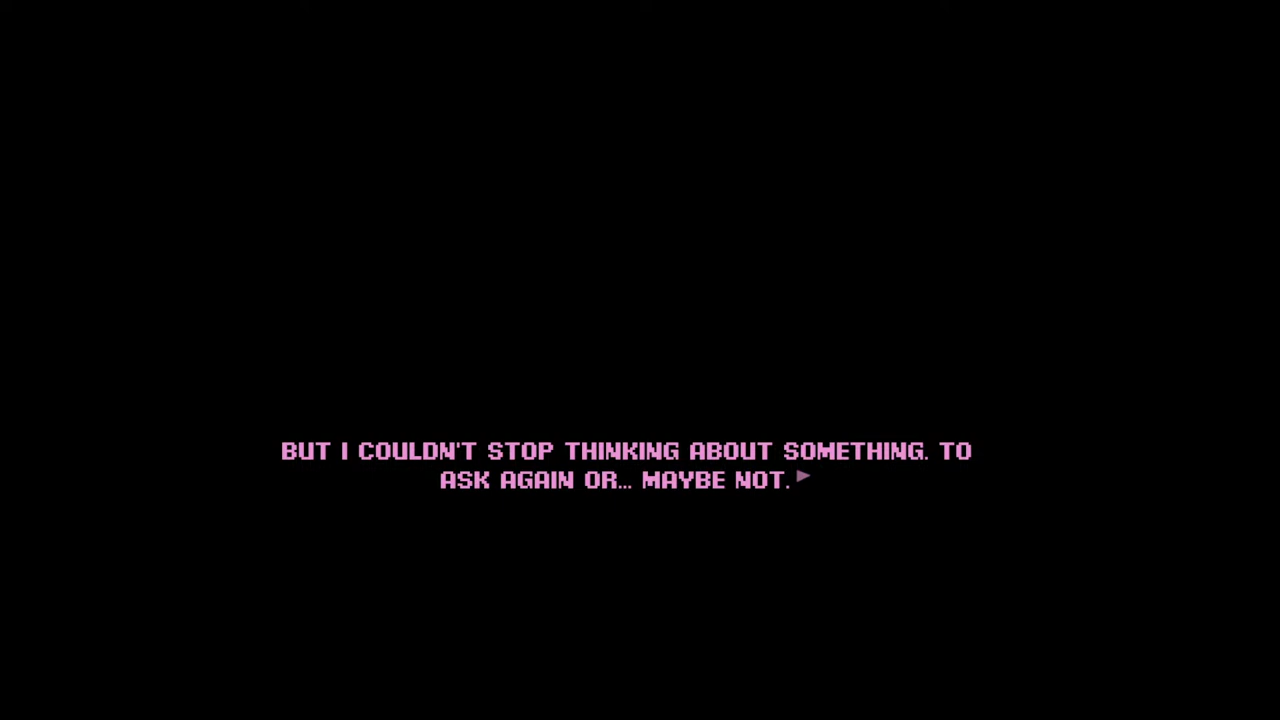 BUT I COULDN'T STOP THINKING ABOUT SOMETHING. TO
ASK AGAIN OR... MAYBE NOT.